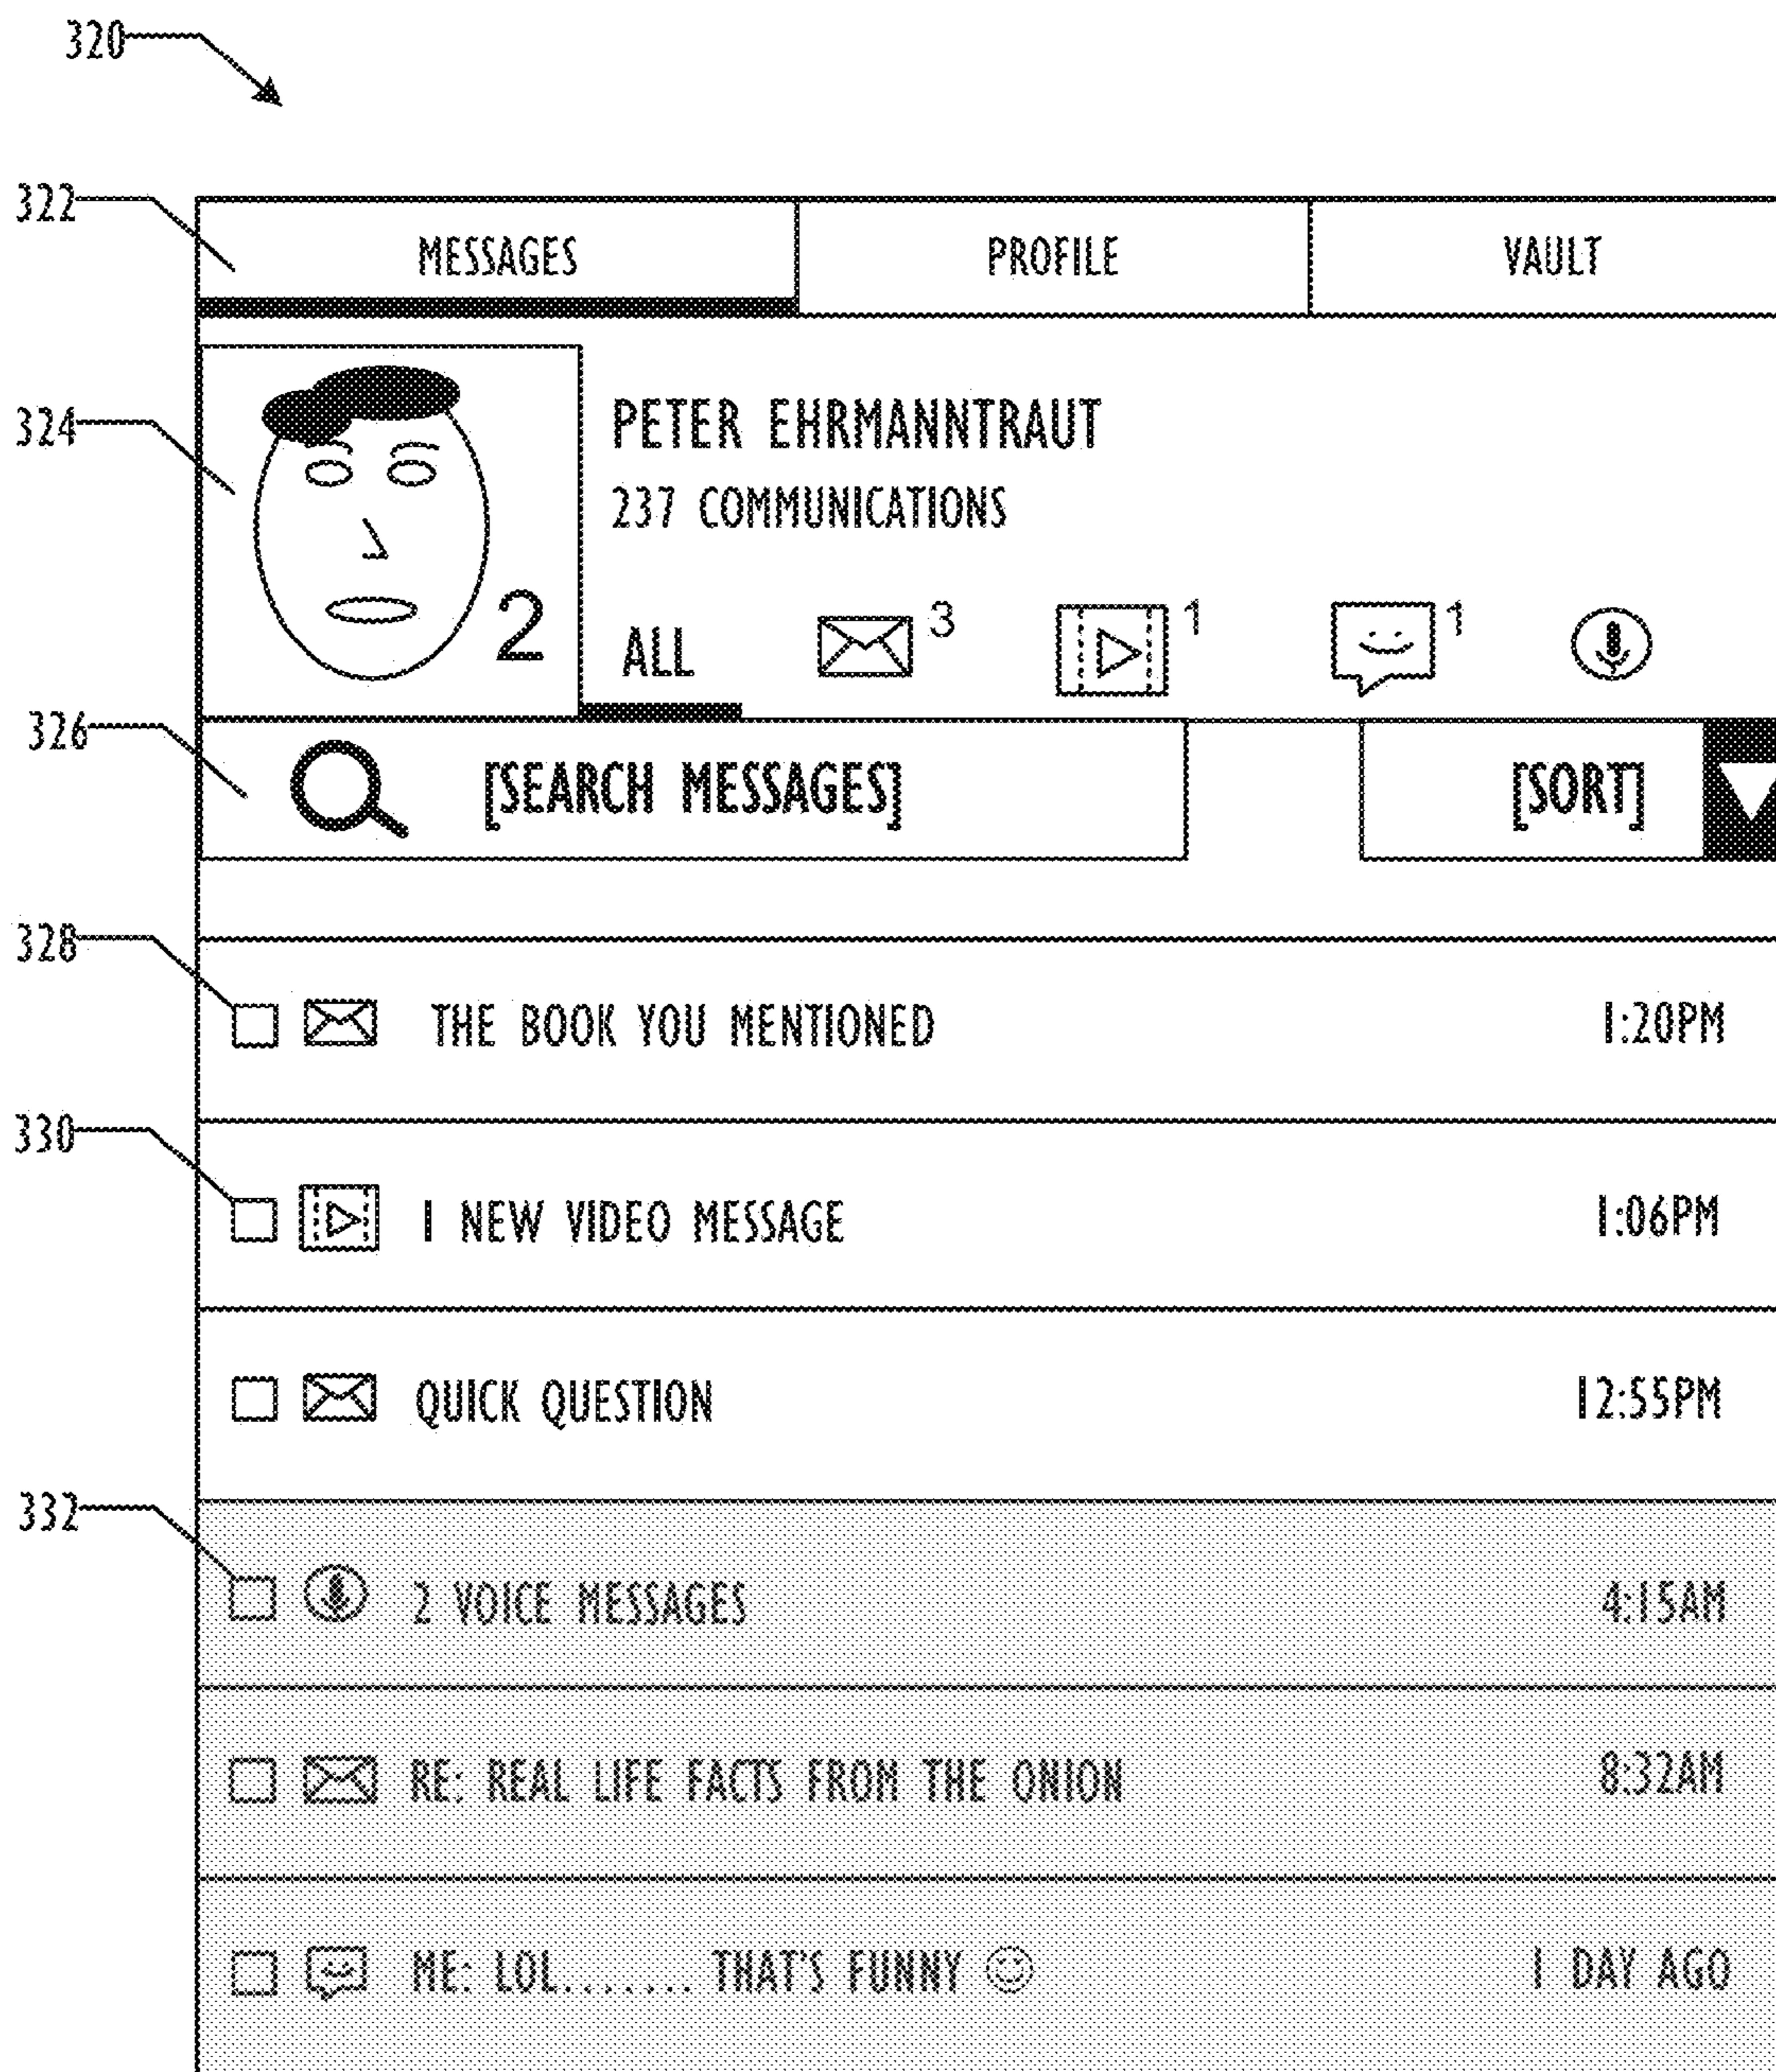 320
322
MESSAGES PROFILE VAULT
324
PETER EHRMANNTRAUT
237 COMMUNICATIONS
2
ALL 3 1 1
326
[SEARCH MESSAGES] [SORT]
328
THE BOOK YOU MENTIONED 1:20PM
330
1 NEW VIDEO MESSAGE 1:06PM
QUICK QUESTION 12:55PM
332
2 VOICE MESSAGES 4:15AM
RE: REAL LIFE FACTS FROM THE ONION 8:32AM
ME: LOL....... THAT'S FUNNY ☺ 1 DAY AGO